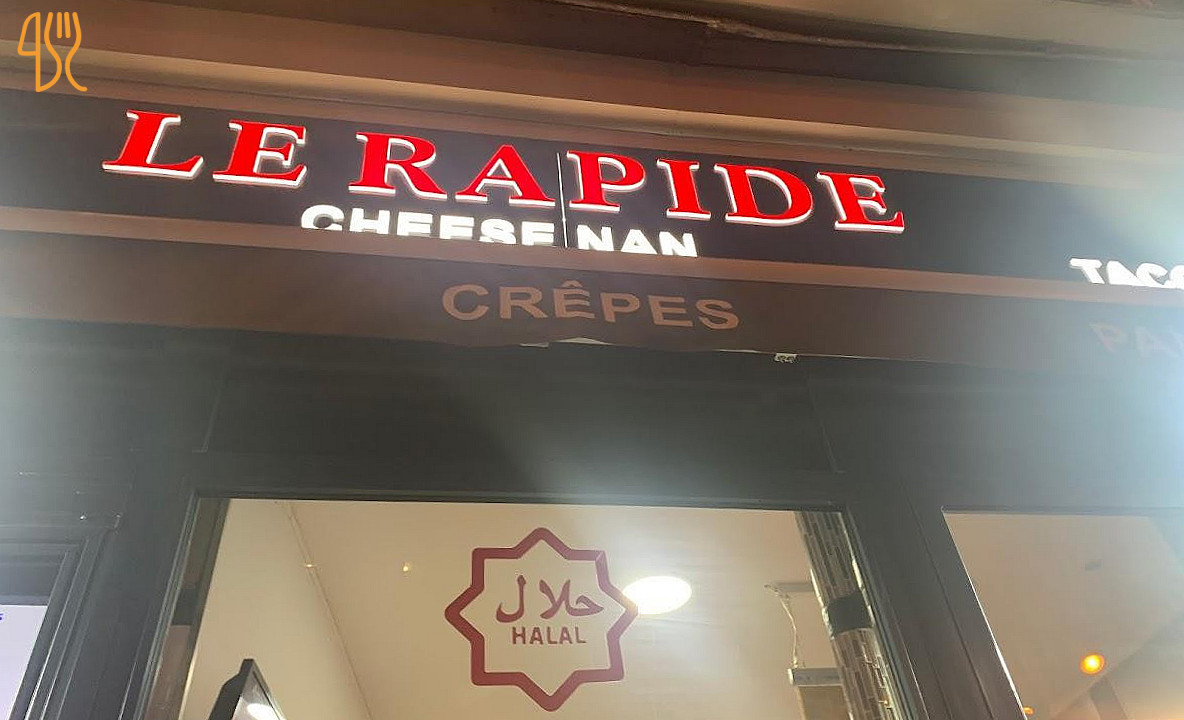 LE RAPIDE
CHEESE NAN
CRÊPES
حلال
HALAL